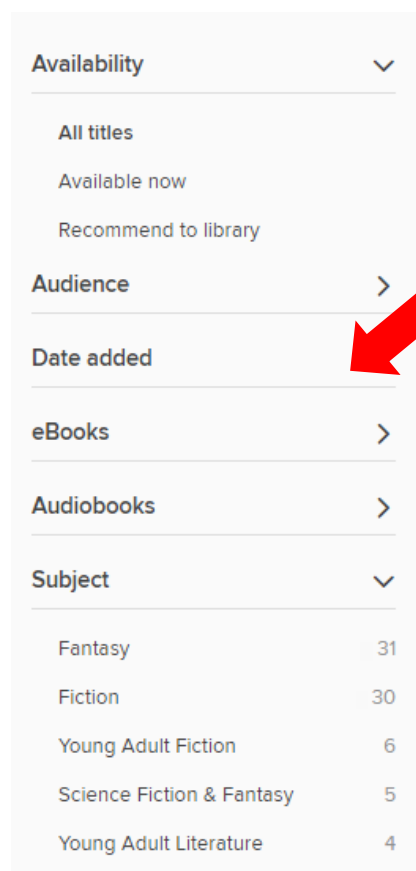 Availability
All titles
Available now
Recommend to library
Audience
Date added
eBooks
Audiobooks
Subject
Fantasy 31
Fiction 30
Young Adult Fiction 6
Science Fiction & Fantasy 5
Young Adult Literature 4